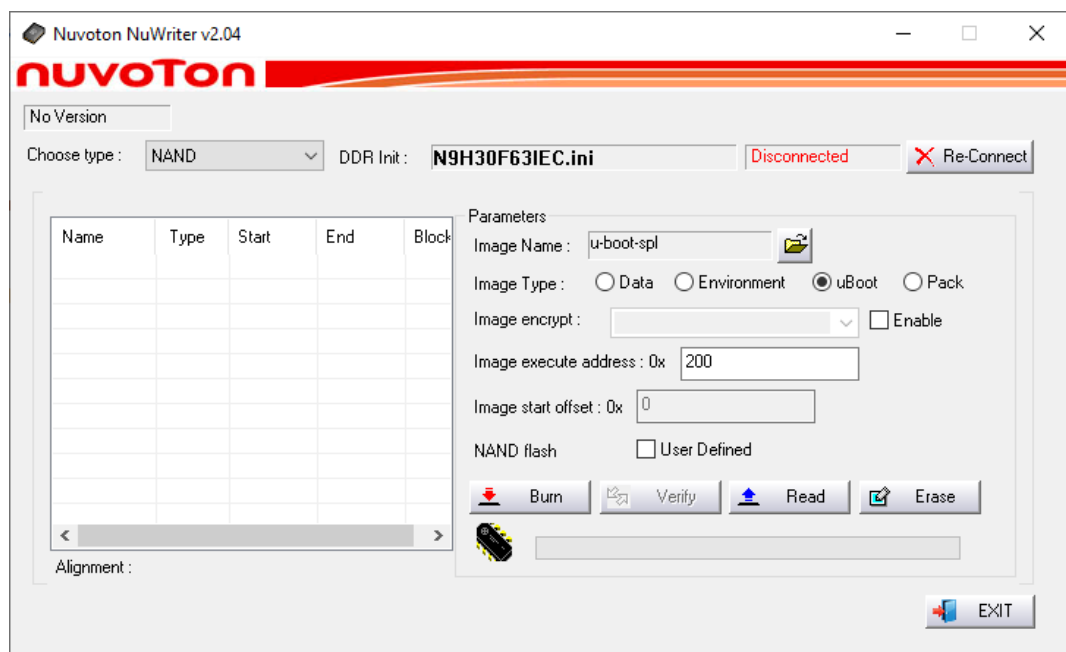 Nuvoton NuWriter v2.04
nuvoTon
No Version
Choose type : NAND DDR Init : N9H30F63IEC.ini Disconnected Re-Connect
Name Type Start End Block
Parameters
Image Name : u-boot-spl
Image Type : Data Environment uBoot Pack
Image encrypt : Enable
Image execute address : 0x 200
Image start offset : 0x 0
NAND flash User Defined
Burn Verify Read Erase
Alignment :
EXIT